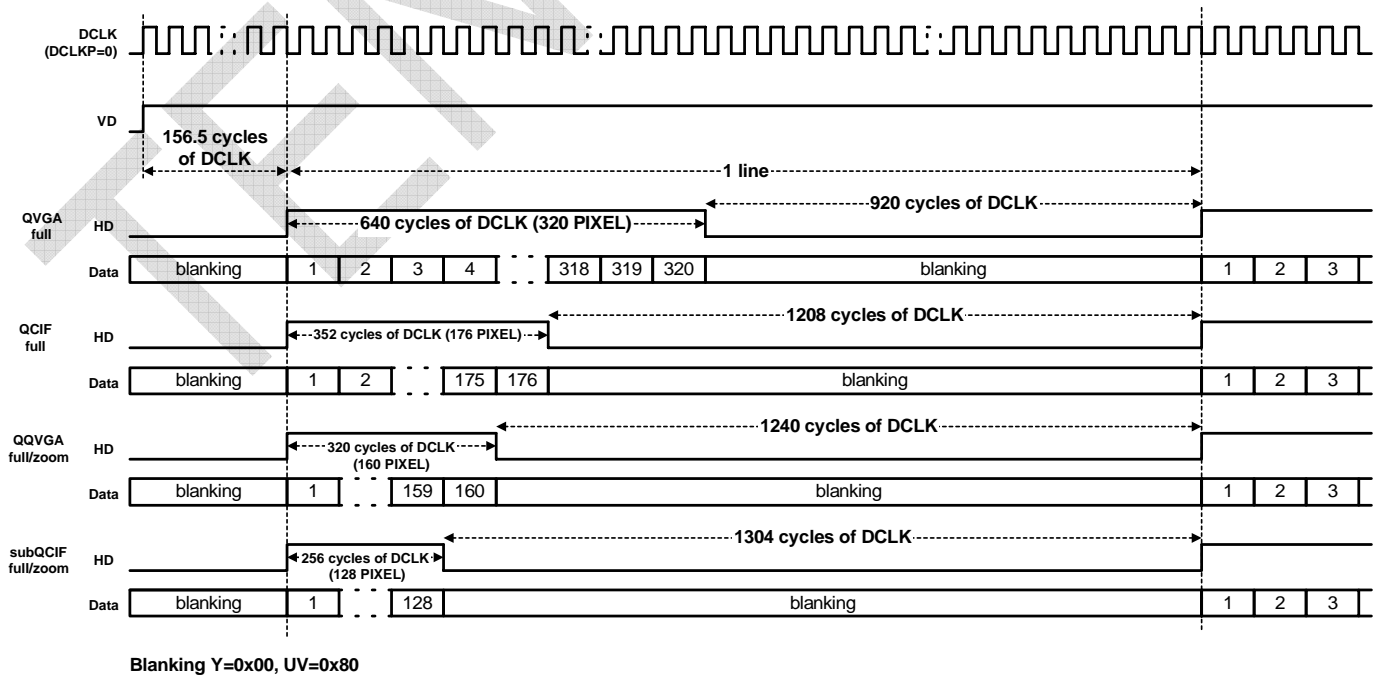 DCLK
(DCLKP=0)
VD
156.5 cycles
of DCLK
1 line
QVGA
full
HD
640 cycles of DCLK (320 PIXEL)
920 cycles of DCLK
Data
blanking 1 2 3 4 318 319 320 blanking 1 2 3
QCIF
full
HD
352 cycles of DCLK (176 PIXEL)
1208 cycles of DCLK
Data
blanking 1 2 175 176 blanking 1 2 3
QQVGA
full/zoom
HD
320 cycles of DCLK
(160 PIXEL)
1240 cycles of DCLK
Data
blanking 1 159 160 blanking 1 2 3
subQCIF
full/zoom
HD
256 cycles of DCLK
(128 PIXEL)
1304 cycles of DCLK
Data
blanking 1 128 blanking 1 2 3
Blanking Y=0x00, UV=0x80